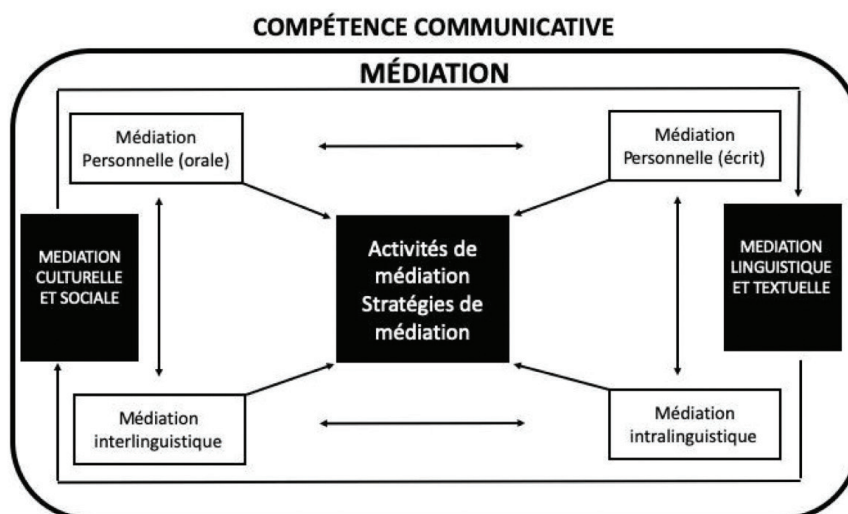 COMPÉTENCE COMMUNICATIVE
MÉDIATION
Médiation
Personnelle (orale)
Médiation
Personnelle (écrit)
MEDIATION
CULTURELLE
ET SOCIALE
Activités de
médiation
Stratégies de
médiation
MEDIATION
LINGUISTIQUE
ET TEXTUELLE
Médiation
interlinguistique
Médiation
intralinguistique